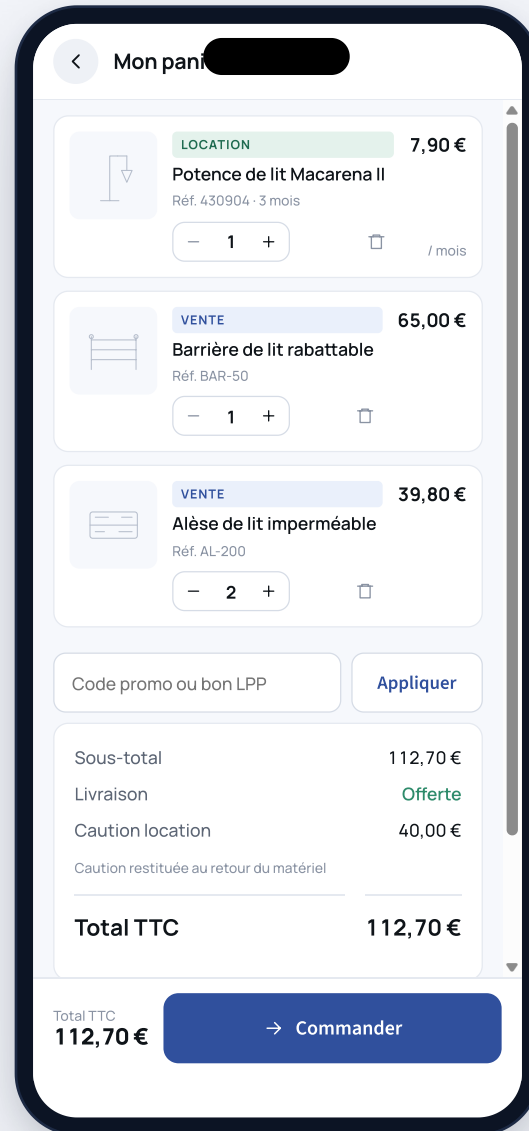 Mon pani
LOCATION
7,90 €
Potence de lit Macarena II
Réf. 430904 · 3 mois
− 1 +
/ mois
VENTE
65,00 €
Barrière de lit rabattable
Réf. BAR-50
− 1 +
VENTE
39,80 €
Alèse de lit imperméable
Réf. AL-200
− 2 +
Code promo ou bon LPP
Appliquer
Sous-total
112,70 €
Livraison
Offerte
Caution location
40,00 €
Caution restituée au retour du matériel
Total TTC
112,70 €
Total TTC
112,70 €
→ Commander